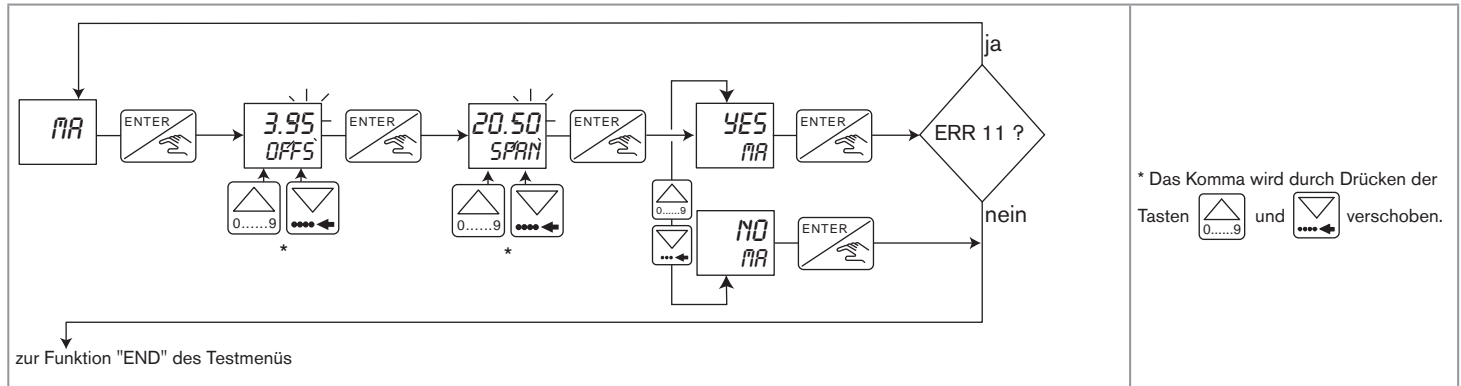 ja
MA
ENTER
3.95
OFFS
ENTER
20.50
SPAN
ENTER
YES
MA
ENTER
ERR 11 ?
0......9
0......9
0......9
*
*
NO
MA
ENTER
nein
zur Funktion "END" des Testmenüs
* Das Komma wird durch Drücken der
Tasten 0......9 und verschoben.